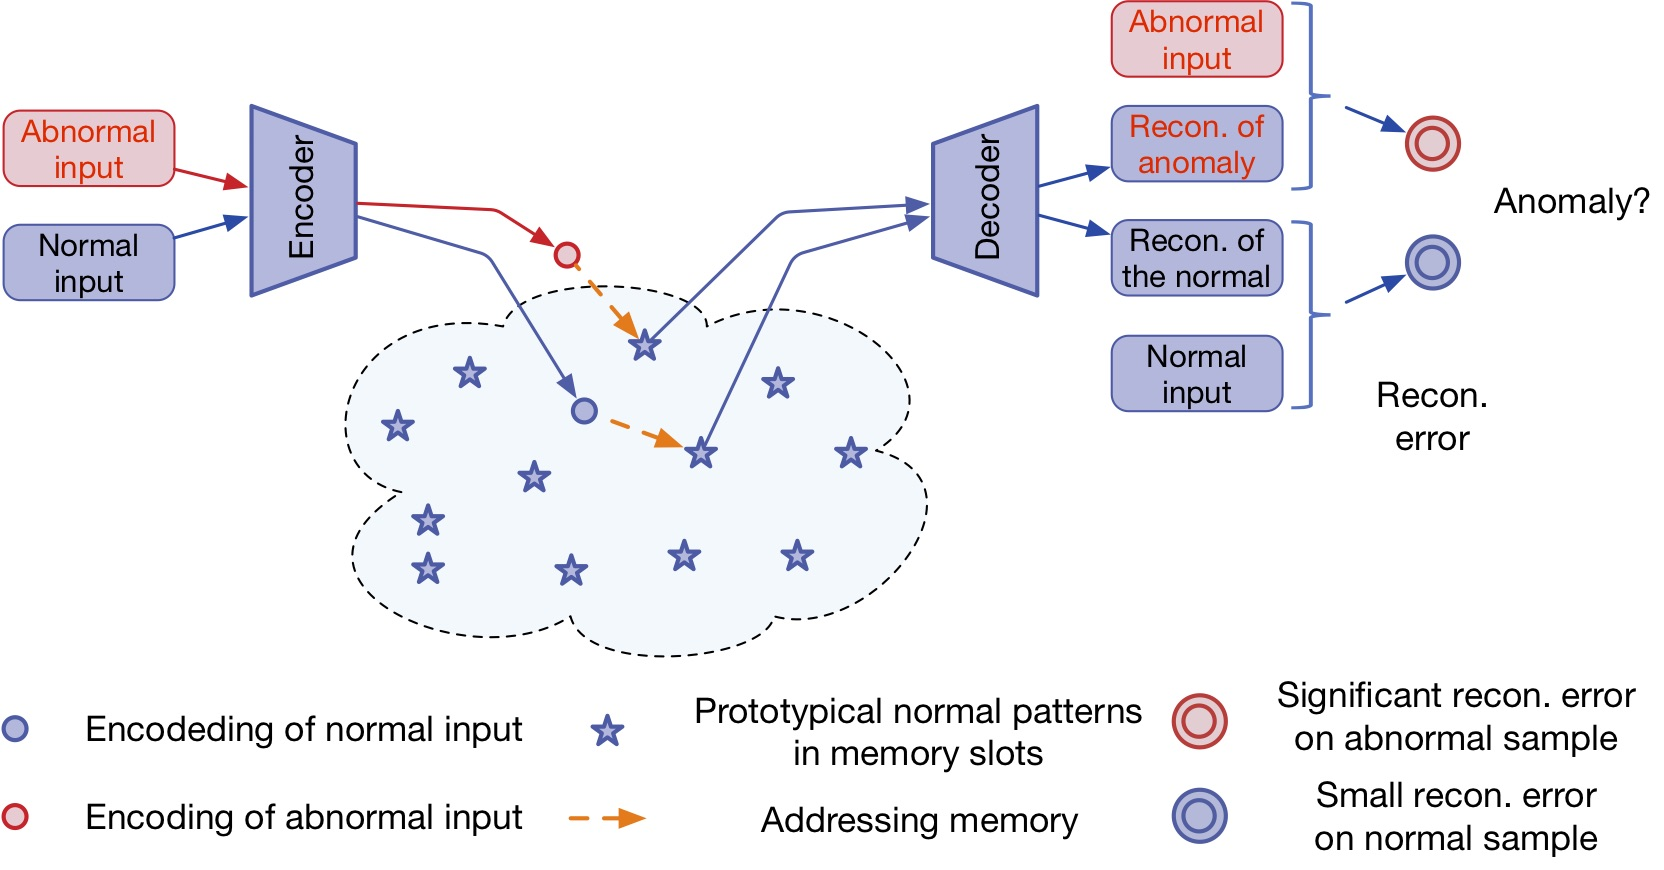 Abnormal
input
Normal
input
Encoder
Decoder
Abnormal
input
Recon. of
anomaly
Recon. of
the normal
Normal
input
Anomaly?
Recon.
error
Encodeding of normal input
Encoding of abnormal input
Prototypical normal patterns
in memory slots
Addressing memory
Significant recon. error
on abnormal sample
Small recon. error
on normal sample